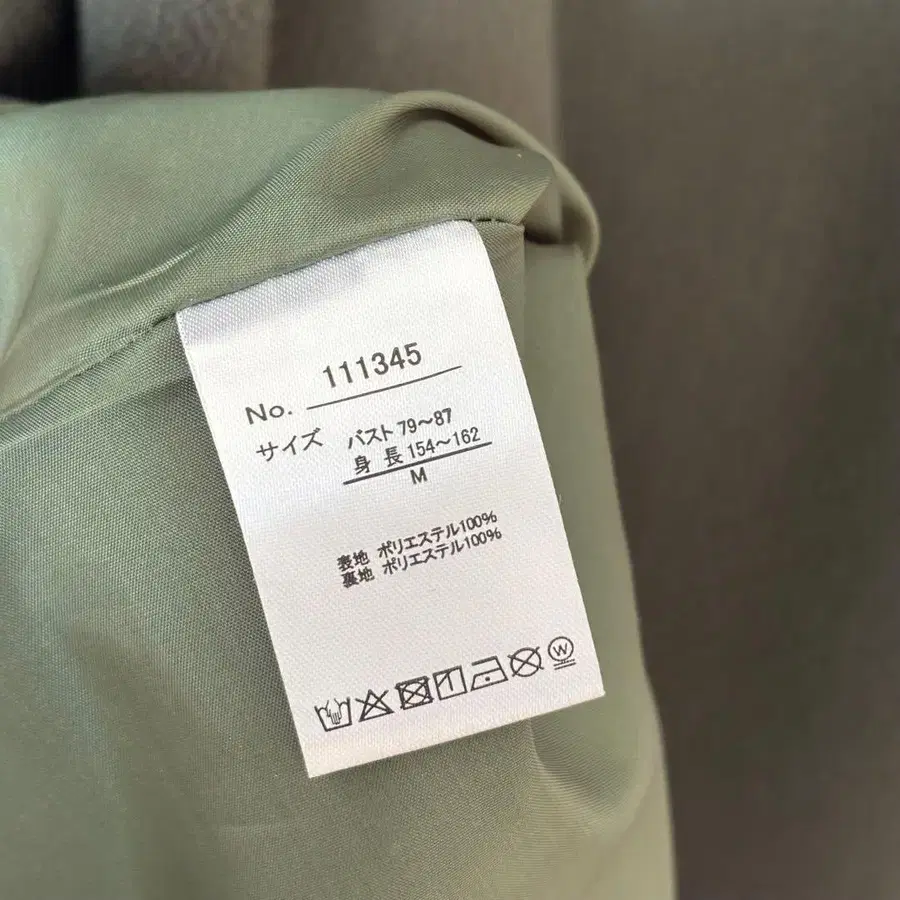 No. 111345
サイズ バスト 79～87
身 長 154～162
M
表地 ポリエステル100%
裏地 ポリエステル100%
W